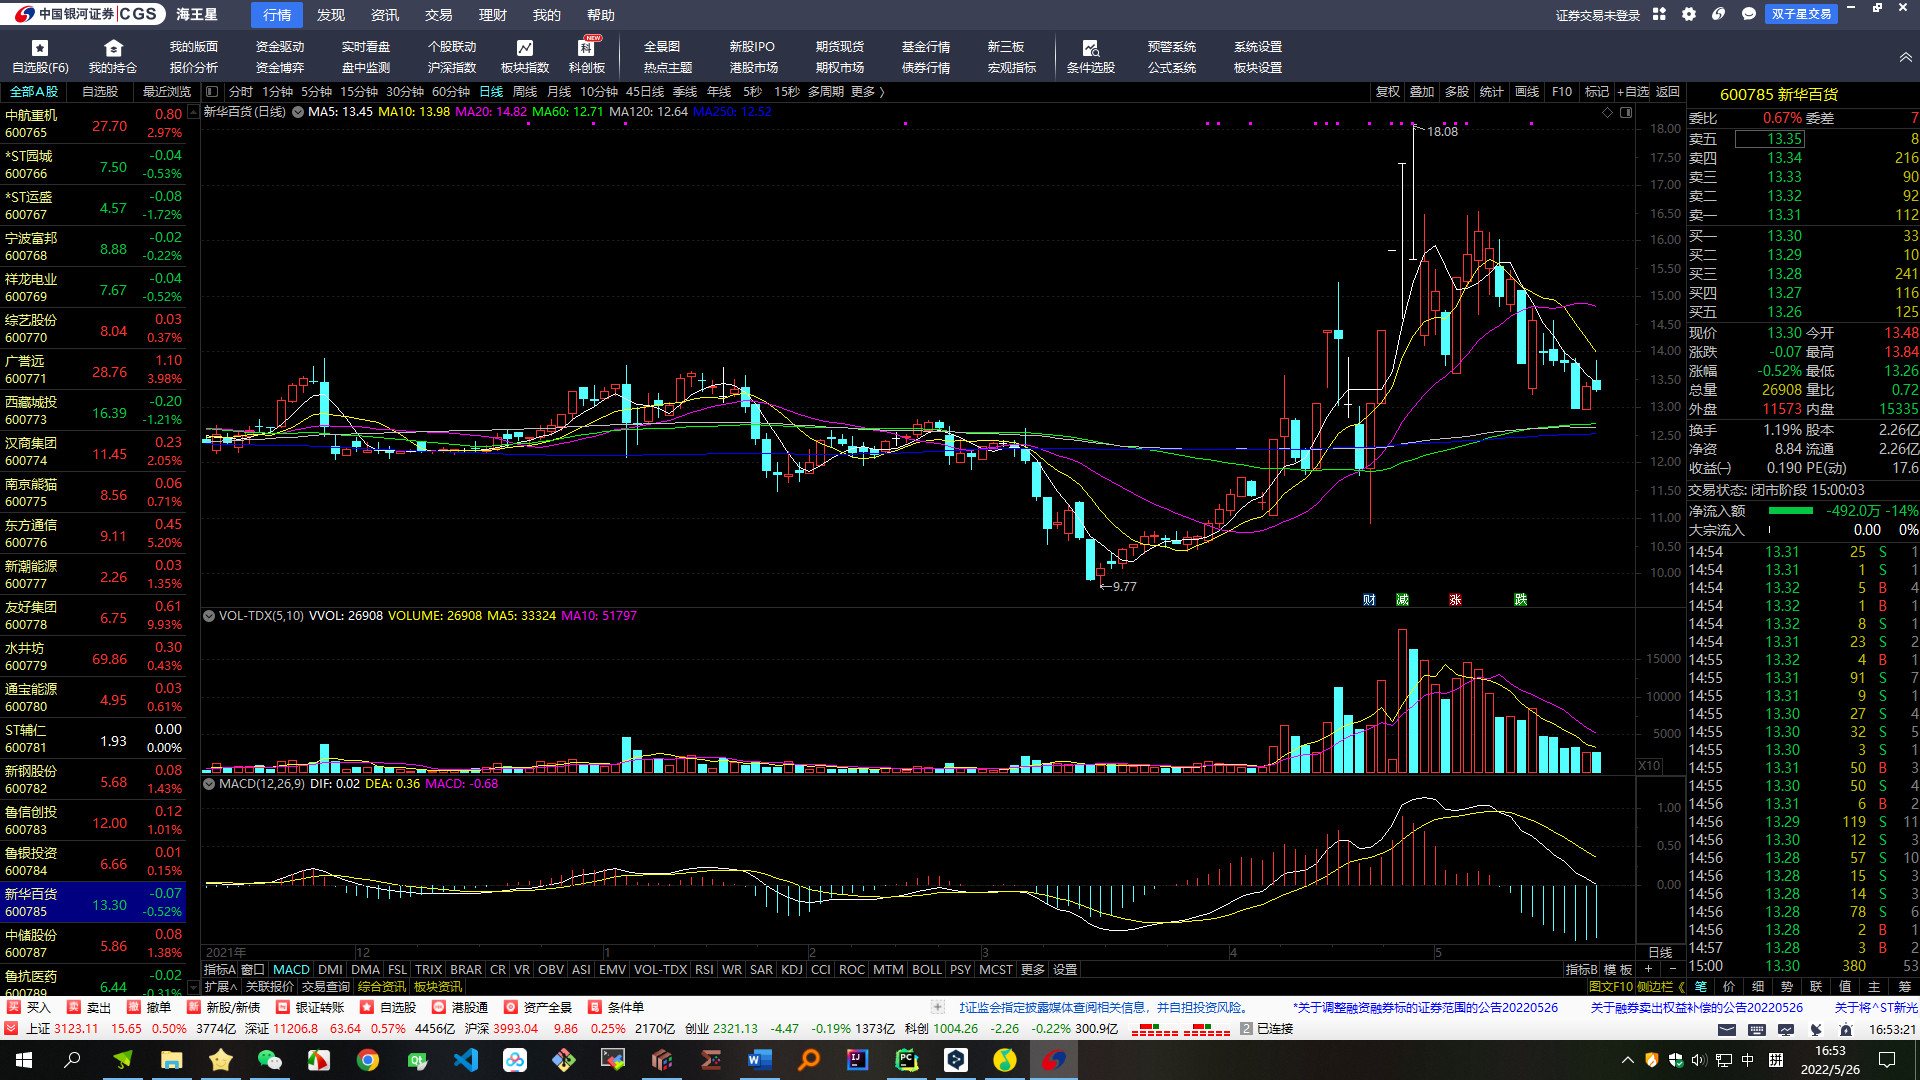 中国银河证券 CGS 海王星 行情 发现 资讯 交易 理财 我的 帮助 证券交易未登录 双子星交易
自选股(F6) 我的持仓 我的版面 资金驱动 实时看盘 个股联动 板块指数 科创板 NEW 全景图 新股IPO 期货现货 基金行情 新三板 条件选股 预警系统 系统设置
报价分析 资金博弈 盘中监测 沪深指数 热点主题 港股市场 期权市场 债券行情 宏观指标 公式系统 板块设置
全部A股 自选股 最近浏览 分时 1分钟 5分钟 15分钟 30分钟 60分钟 日线 周线 月线 10分钟 45日线 季线 年线 5秒 15秒 多周期 更多 〉 复权 叠加 多股 统计 画线 F10 标记 +自选 返回
600785 新华百货
新华百货(日线) MA5: 13.45 MA10: 13.98 MA20: 14.82 MA60: 12.71 MA120: 12.64 MA250: 12.52
中航重机 600765 27.70 0.80 2.97%
*ST园城 600766 7.50 -0.04 -0.53%
*ST运盛 600767 4.57 -0.08 -1.72%
宁波富邦 600768 8.88 -0.02 -0.22%
祥龙电业 600769 7.67 -0.04 -0.52%
综艺股份 600770 8.04 0.03 0.37%
广誉远 600771 28.76 1.10 3.98%
西藏城投 600773 16.39 -0.20 -1.21%
汉商集团 600774 11.45 0.23 2.05%
南京熊猫 600775 8.56 0.06 0.71%
东方通信 600776 9.11 0.45 5.20%
新潮能源 600777 2.26 0.03 1.35%
友好集团 600778 6.75 0.61 9.93%
水井坊 600779 69.86 0.30 0.43%
通宝能源 600780 4.95 0.03 0.61%
ST辅仁 600781 1.93 0.00 0.00%
新钢股份 600782 5.68 0.08 1.43%
鲁信创投 600783 12.00 0.12 1.01%
鲁银投资 600784 6.66 0.01 0.15%
新华百货 600785 13.30 -0.07 -0.52%
中储股份 600787 5.86 0.08 1.38%
鲁抗医药 600789 6.44 -0.02 -0.31%
18.08
9.77
18.00
17.50
17.00
16.50
16.00
15.50
15.00
14.50
14.00
13.50
13.00
12.50
12.00
11.50
11.00
10.50
10.00
财 减 涨 跌
VOL-TDX(5,10) VVOL: 26908 VOLUME: 26908 MA5: 33324 MA10: 51797
15000
10000
5000
X10
MACD(12,26,9) DIF: 0.02 DEA: 0.36 MACD: -0.68
1.00
0.50
0.00
2021年 12 1 2 3 4 5 日线
委比 0.67% 委差 7
卖五 13.35 8
卖四 13.34 216
卖三 13.33 90
卖二 13.32 92
卖一 13.31 112
买一 13.30 33
买二 13.29 10
买三 13.28 241
买四 13.27 116
买五 13.26 125
现价 13.30 今开 13.48
涨跌 -0.07 最高 13.84
涨幅 -0.52% 最低 13.26
总量 26908 量比 0.72
外盘 11573 内盘 15335
换手 1.19% 股本 2.26亿
净资 8.84 流通 2.26亿
收益(一) 0.190 PE(动) 17.6
交易状态: 闭市阶段 15:00:03
净流入额 -492.0万 -14%
大宗流入 0.00 0%
14:54 13.31 25 S 1
14:54 13.31 1 S 1
14:54 13.32 5 B 4
14:54 13.32 1 B 1
14:54 13.32 8 S 1
14:54 13.31 23 S 2
14:55 13.32 4 B 1
14:55 13.31 91 S 7
14:55 13.31 9 S 1
14:55 13.30 27 S 4
14:55 13.30 32 S 5
14:55 13.30 3 S 1
14:55 13.31 50 B 3
14:55 13.30 50 S 4
14:56 13.31 6 B 2
14:56 13.29 119 S 11
14:56 13.30 12 S 3
14:56 13.28 57 S 10
14:56 13.28 15 S 3
14:56 13.28 14 S 3
14:56 13.28 78 S 6
14:56 13.28 2 B 1
14:57 13.28 3 B 2
15:00 13.30 380 53
指标A 窗口 MACD DMI DMA FSL TRIX BRAR CR VR OBV ASI EMV VOL-TDX RSI WR SAR KDJ CCI ROC MTM BOLL PSY MCST 更多 设置 指标B 模 板 + −
扩展∧ 关联报价 交易查询 综合资讯 板块资讯 图文F10 侧边栏《 笔 价 细 势 联 值 主 筹
买 买入 卖 卖出 撤 撤单 新 新股/新债 银证转账 自选股 港股通 资产全景 条件单 证监会指定披露媒体查阅相关信息，并自担投资风险。 *关于调整融资融券标的证券范围的公告20220526 关于融券卖出权益补偿的公告20220526 关于将^ST新光
上证 3123.11 15.65 0.50% 3774亿 深证 11206.8 63.64 0.57% 4456亿 沪深 3993.04 9.86 0.25% 2170亿 创业 2321.13 -4.47 -0.19% 1373亿 科创 1004.26 -2.26 -0.22% 300.9亿 2 已连接 16:53:21
中 拼 16:53
2022/5/26